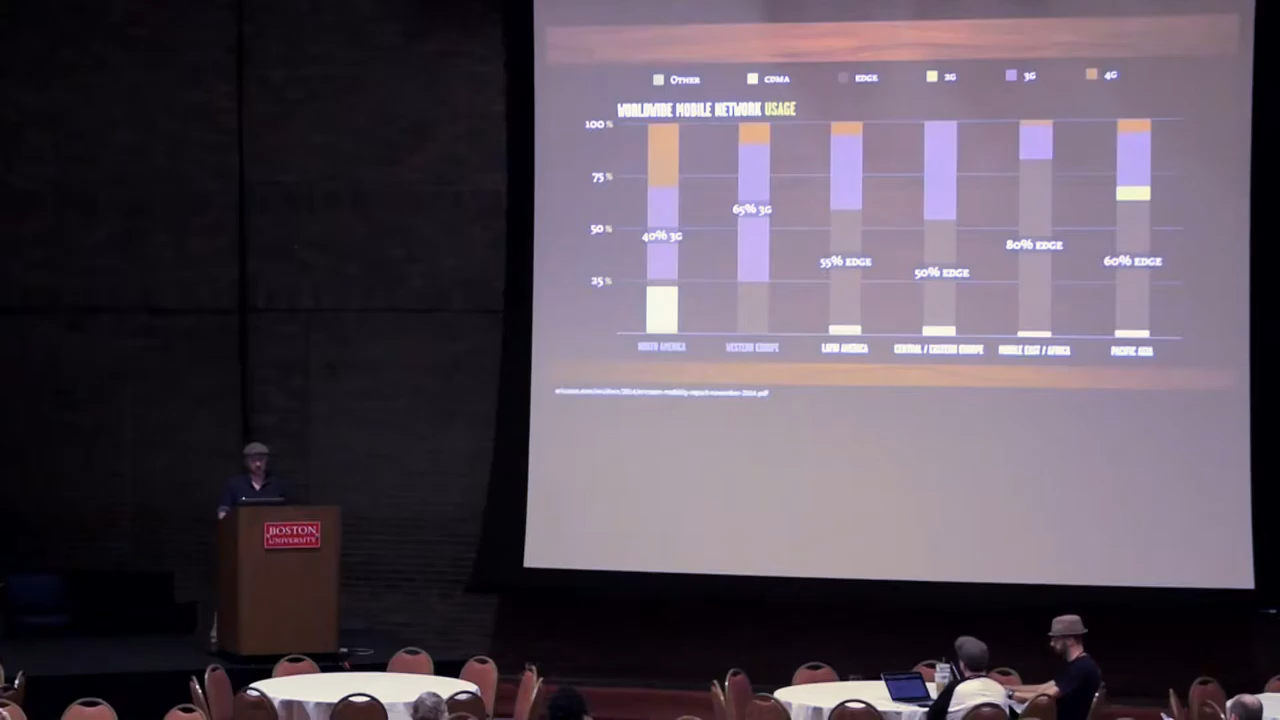 Other CDMA EDGE 2G 3G 4G
WORLDWIDE MOBILE NETWORK USAGE
100%
75%
50%
25%
40% 3G
65% 3G
55% EDGE
50% EDGE
80% EDGE
60% EDGE
NORTH AMERICA
WESTERN EUROPE
LATIN AMERICA
CENTRAL / EASTERN EUROPE
MIDDLE EAST / AFRICA
PACIFIC ASIA
BOSTON
UNIVERSITY